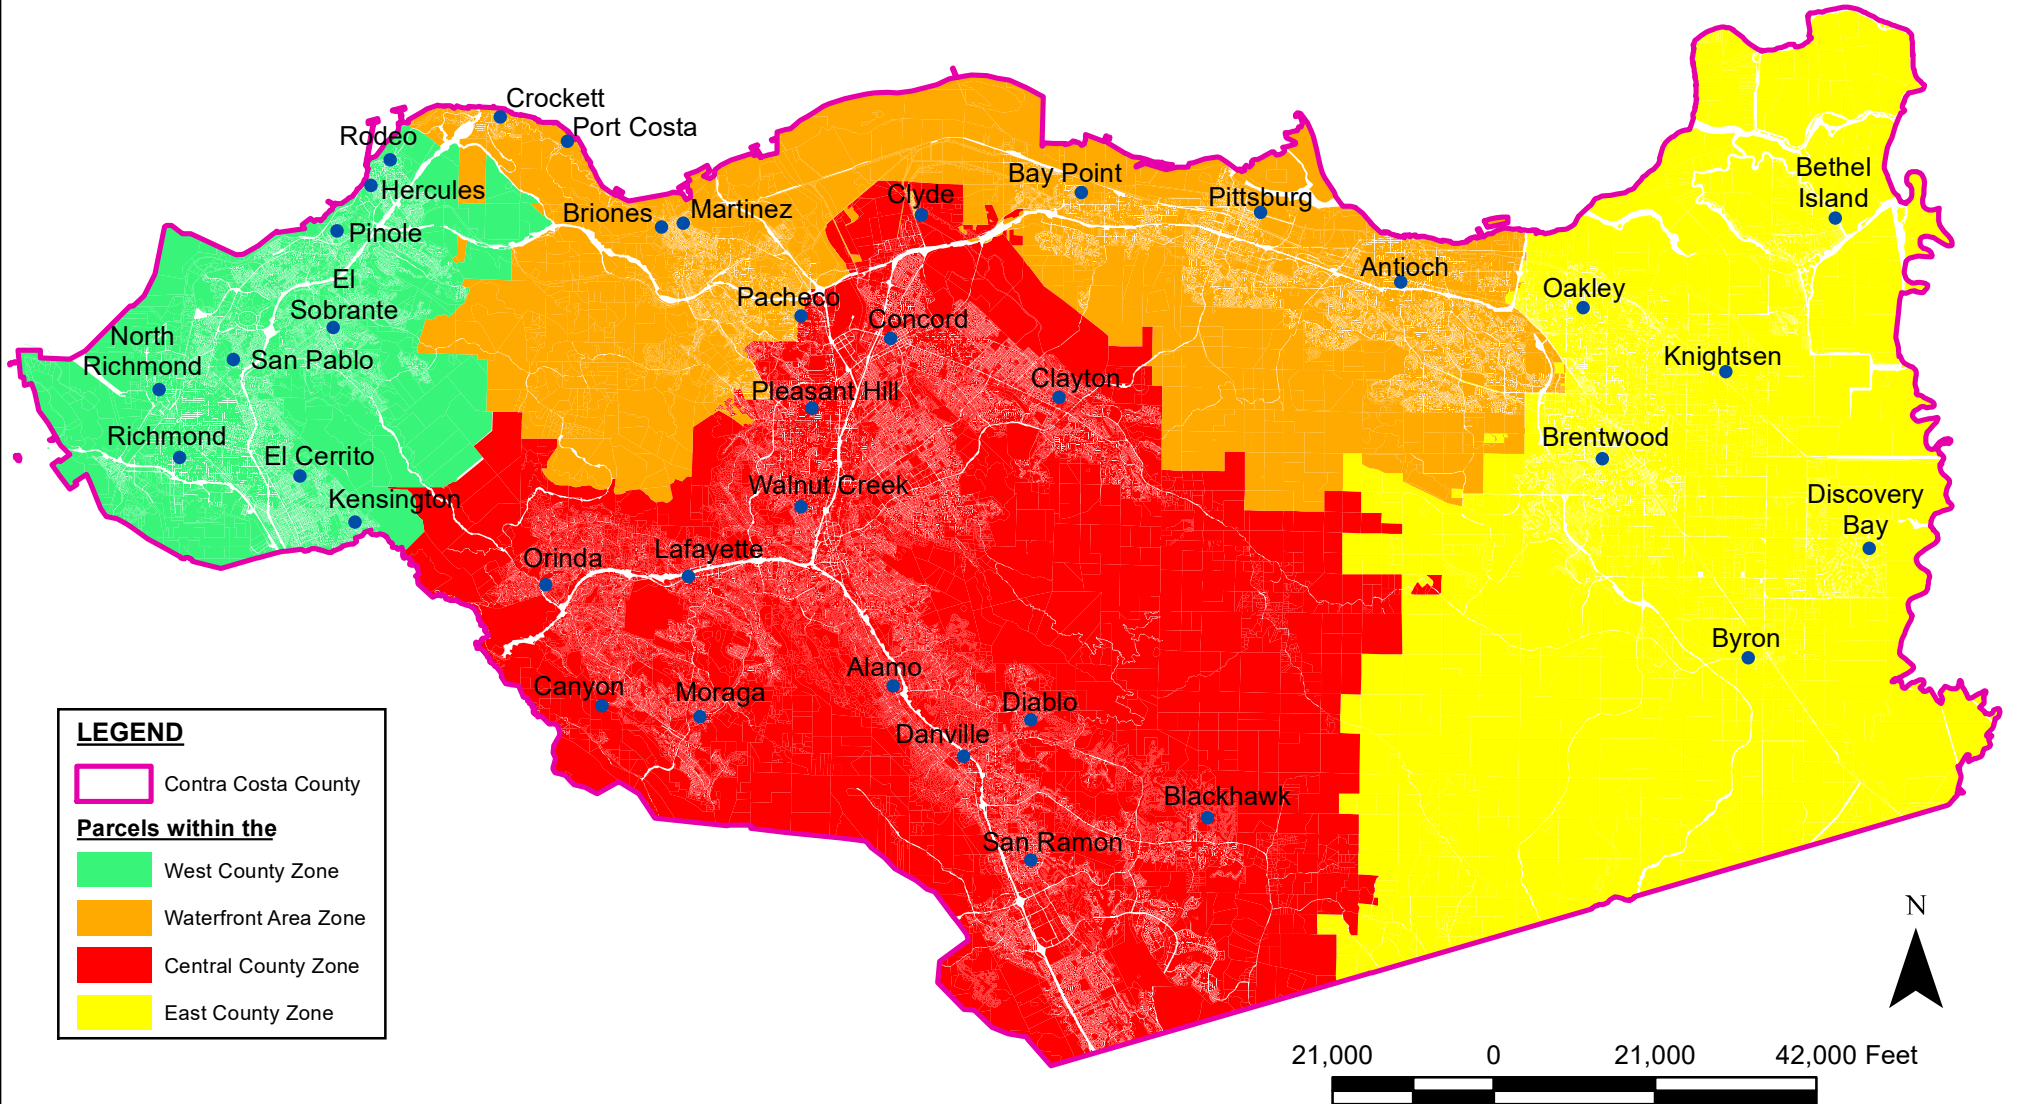 Crockett
Port Costa
Rodeo
Hercules
Pinole
Briones
Martinez
Clyde
Bay Point
Pittsburg
Bethel
Island
El
Sobrante
Pacheco
Concord
Antioch
Oakley
North
Richmond
San Pablo
Knightsen
Pleasant Hill
Clayton
Richmond
El Cerrito
Kensington
Walnut Creek
Brentwood
Discovery
Bay
Orinda
Lafayette
Byron
Canyon
Moraga
Alamo
Diablo
Danville
Blackhawk
San Ramon
LEGEND
Contra Costa County
Parcels within the
West County Zone
Waterfront Area Zone
Central County Zone
East County Zone
N
21,000 0 21,000 42,000 Feet